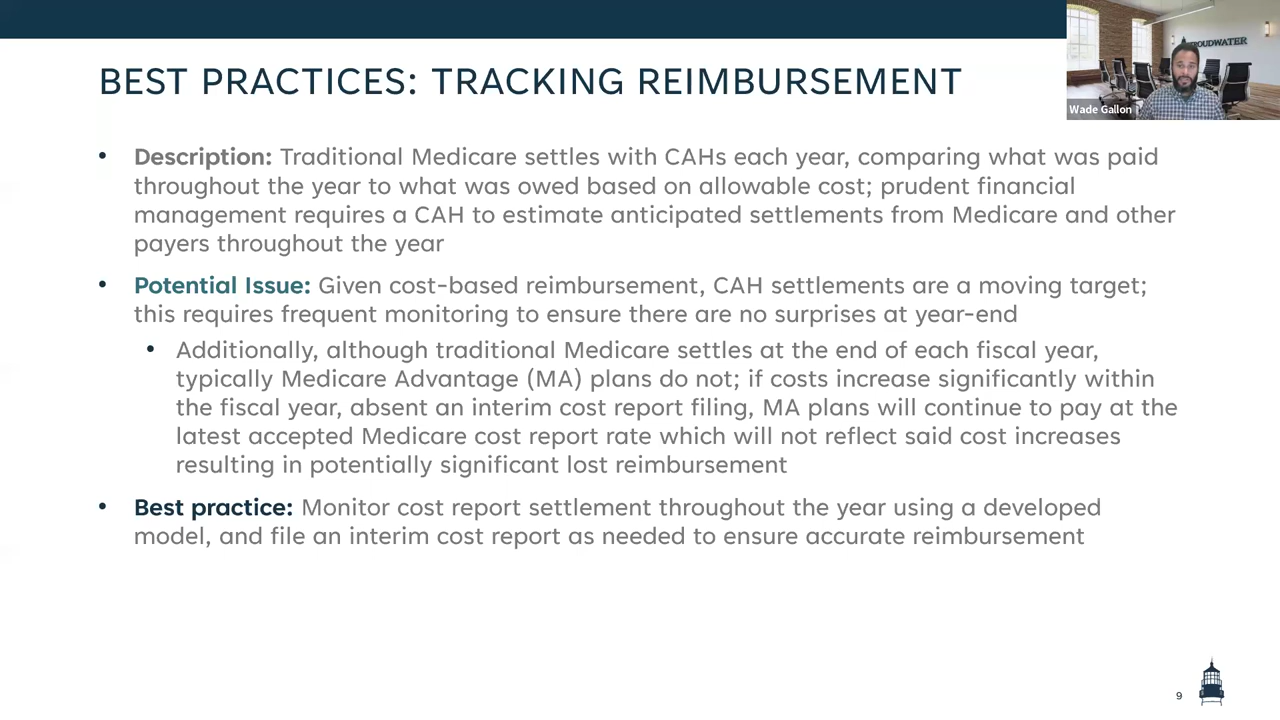 BEST PRACTICES: TRACKING REIMBURSEMENT
STROUDWATER
Wade Gallon
• Description: Traditional Medicare settles with CAHs each year, comparing what was paid
throughout the year to what was owed based on allowable cost; prudent financial
management requires a CAH to estimate anticipated settlements from Medicare and other
payers throughout the year
• Potential Issue: Given cost-based reimbursement, CAH settlements are a moving target;
this requires frequent monitoring to ensure there are no surprises at year-end
• Additionally, although traditional Medicare settles at the end of each fiscal year,
typically Medicare Advantage (MA) plans do not; if costs increase significantly within
the fiscal year, absent an interim cost report filing, MA plans will continue to pay at the
latest accepted Medicare cost report rate which will not reflect said cost increases
resulting in potentially significant lost reimbursement
• Best practice: Monitor cost report settlement throughout the year using a developed
model, and file an interim cost report as needed to ensure accurate reimbursement
9